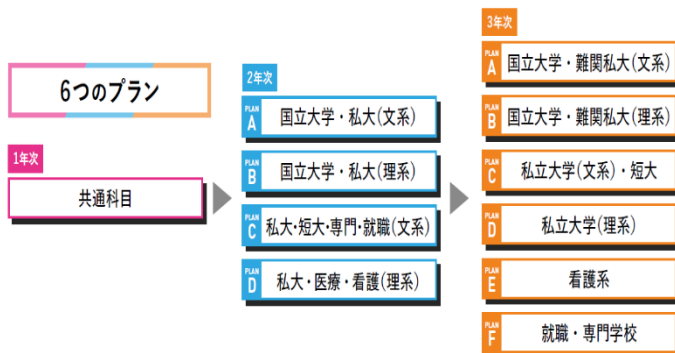 6つのプラン
1年次
共通科目
2年次
PLAN A 国立大学・私大(文系)
PLAN B 国立大学・私大(理系)
PLAN C 私大・短大・専門・就職(文系)
PLAN D 私大・医療・看護(理系)
3年次
PLAN A 国立大学・難関私大(文系)
PLAN B 国立大学・難関私大(理系)
PLAN C 私立大学(文系)・短大
PLAN D 私立大学(理系)
PLAN E 看護系
PLAN F 就職・専門学校